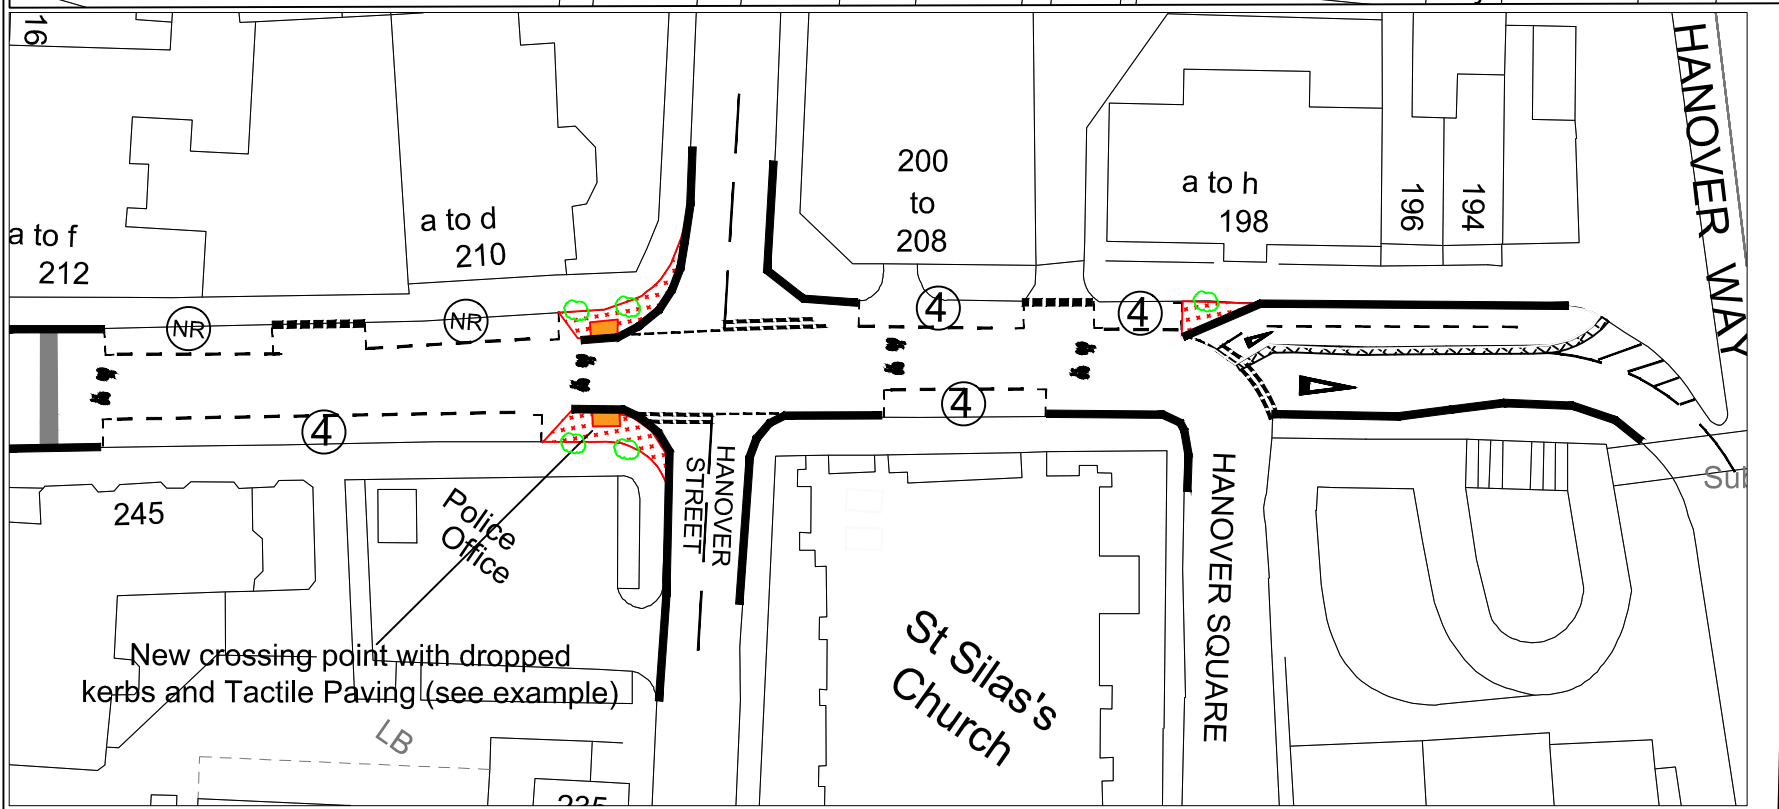 16
HANOVER WAY
200
to
208
a to h
198
196
194
a to d
210
a to f
212
NR
NR
4
4
4
4
HANOVER
STREET
HANOVER SQUARE
245
Police
Office
New crossing point with dropped
kerbs and Tactile Paving (see example)
St Silas's
Church
LB
235